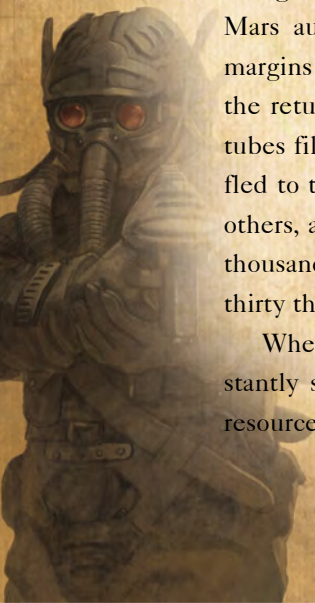 Mars au
margins
the retu
tubes fil
fled to t
others, a
thousand
thirty th
Whe
stantly s
resource